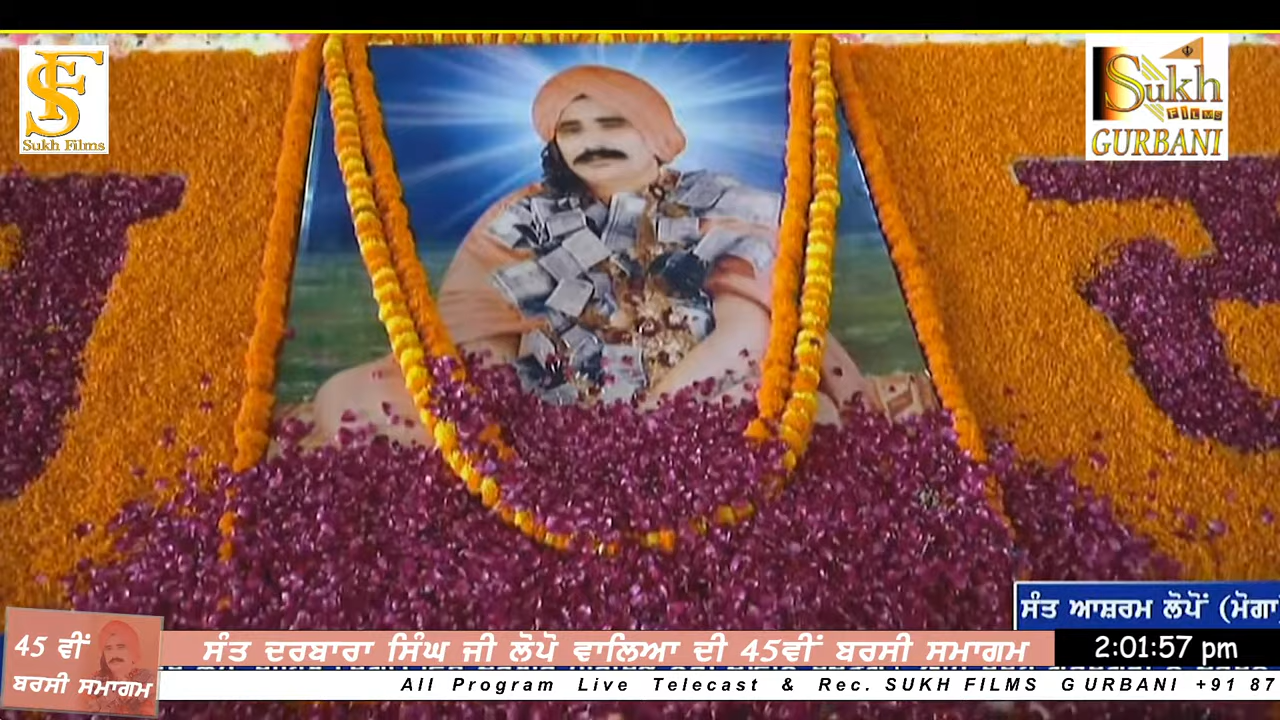 SF
Sukh Films
Sukh
FILMS
GURBANI
ਸੰਤ ਆਸ਼ਰਮ ਲੋਪੋਂ (ਮੋਗਾ)
45 ਵੀਂ
ਬਰਸੀ ਸਮਾਗਮ
ਸੰਤ ਦਰਬਾਰਾ ਸਿੰਘ ਜੀ ਲੋਪੋ ਵਾਲਿਆ ਦੀ 45ਵੀਂ ਬਰਸੀ ਸਮਾਗਮ
2:01:57 pm
All Program Live Telecast & Rec. SUKH FILMS GURBANI +91 87